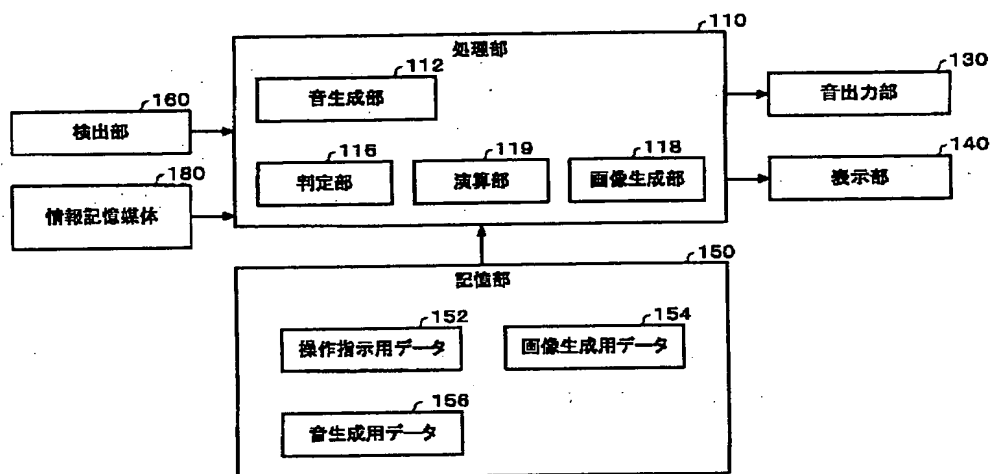 110
処理部
112
音生成部
130
音出力部
160
検出部
116
判定部
119
演算部
118
画像生成部
140
表示部
180
情報記憶媒体
150
記憶部
152
操作指示用データ
154
画像生成用データ
156
音生成用データ